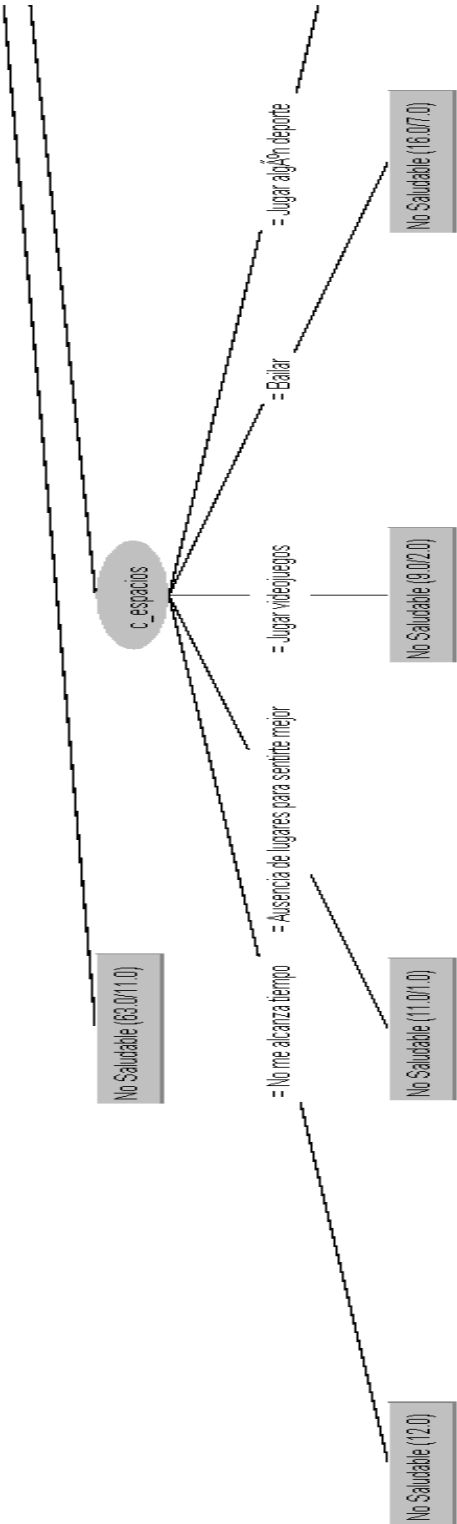 No Saludable (63.0/11.0)
c_espacios
= No me alcanza tiempo
= Ausencia de lugares para sentirte mejor
= Jugar videojuegos
= Bailar
= Jugar algÃºn deporte
No Saludable (12.0)
No Saludable (11.0/1.0)
No Saludable (9.0/2.0)
No Saludable (16.0/7.0)